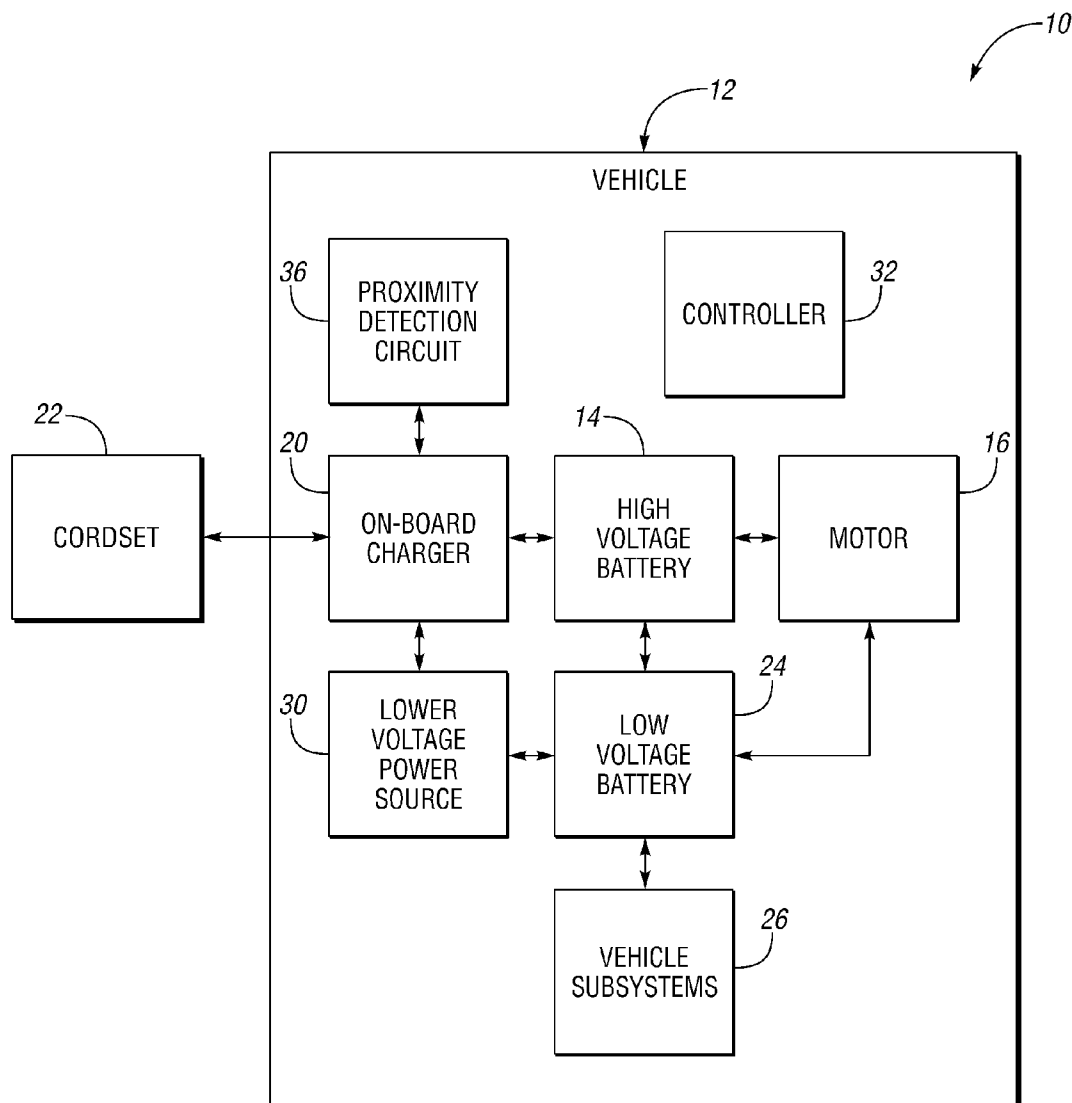 10
12
VEHICLE
36
PROXIMITY
DETECTION
CIRCUIT
CONTROLLER
32
22
CORDSET
20
ON-BOARD
CHARGER
14
HIGH
VOLTAGE
BATTERY
16
MOTOR
30
LOWER
VOLTAGE
POWER
SOURCE
24
LOW
VOLTAGE
BATTERY
26
VEHICLE
SUBSYSTEMS